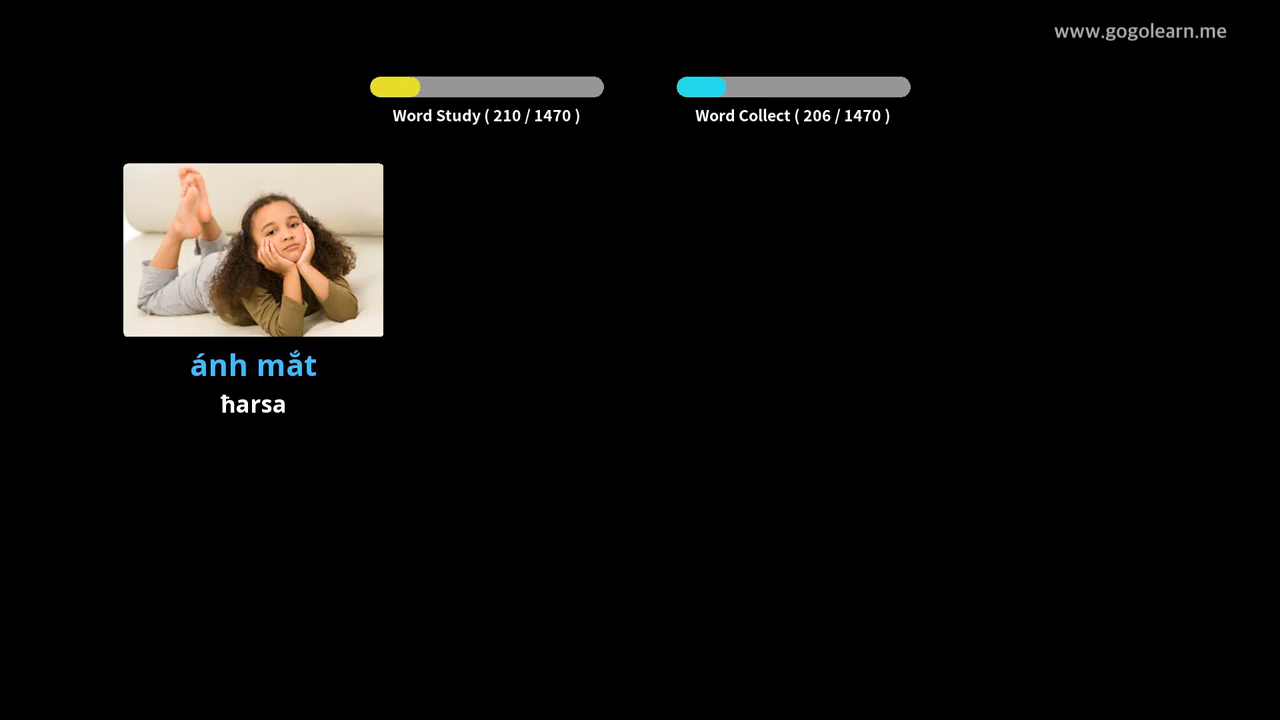 www.gogolearn.me
Word Study ( 210 / 1470 )
Word Collect ( 206 / 1470 )
ánh mắt
ħarsa